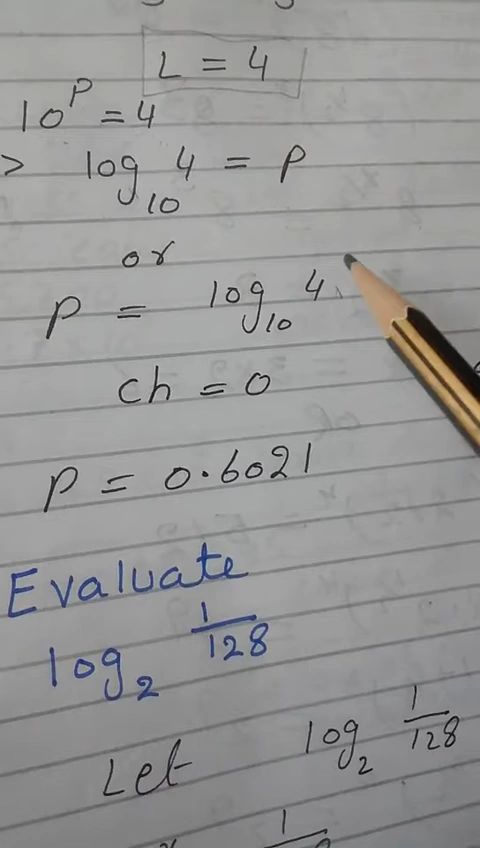 L = 4
10^P = 4
> log₁₀ 4 = P
or
P = log₁₀ 4
ch = 0
P = 0.6021
Evaluate
log₂ 1/128
Let log₂ 1/128
1